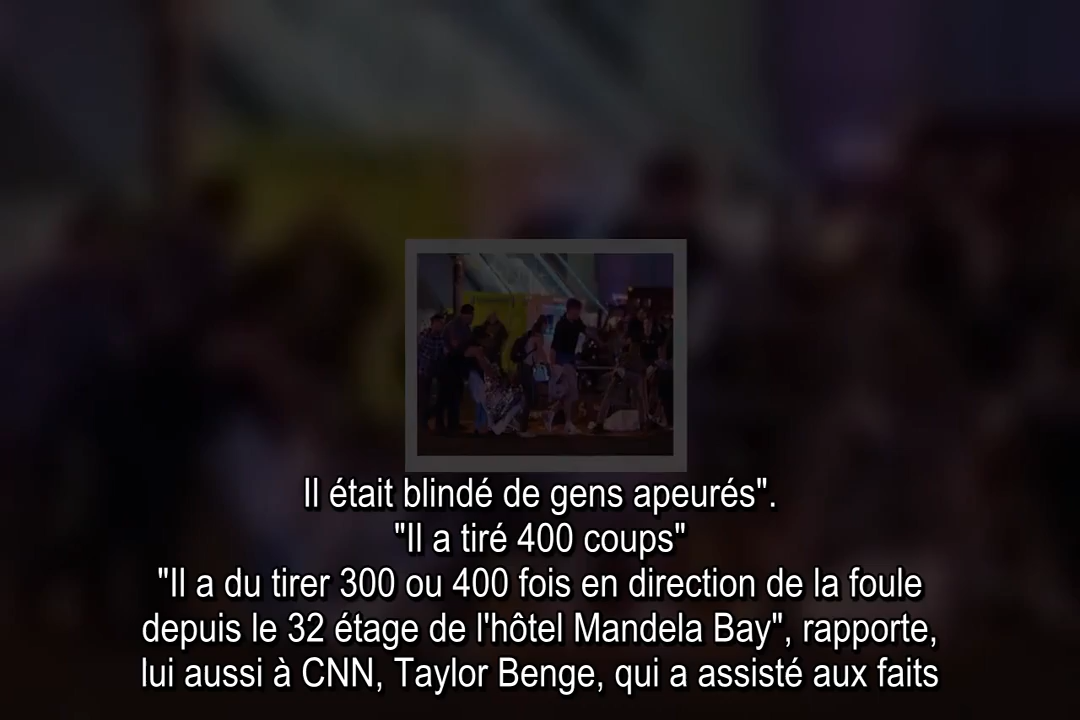 Il était blindé de gens apeurés".
"Il a tiré 400 coups"
"Il a du tirer 300 ou 400 fois en direction de la foule
depuis le 32 étage de l'hôtel Mandela Bay", rapporte,
lui aussi à CNN, Taylor Benge, qui a assisté aux faits